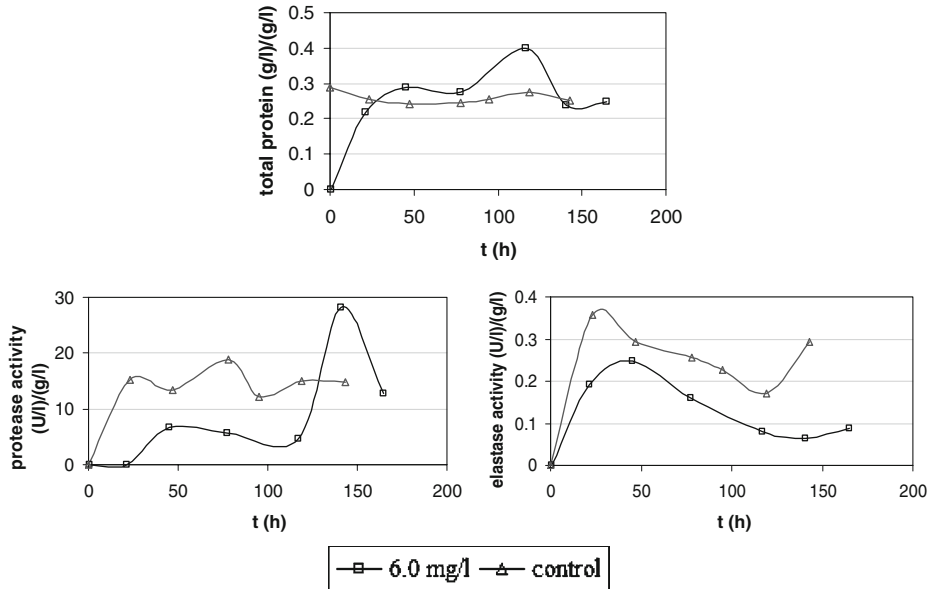 total protein (g/l)/(g/l)
0.5
0.4
0.3
0.2
0.1
0
0 50 100 150 200
t (h)
protease activity
(U/l)/(g/l)
30
20
10
0
0 50 100 150 200
t (h)
elastase activity (U/l)/(g/l)
0.4
0.3
0.2
0.1
0
0 50 100 150 200
t (h)
6.0 mg/l control